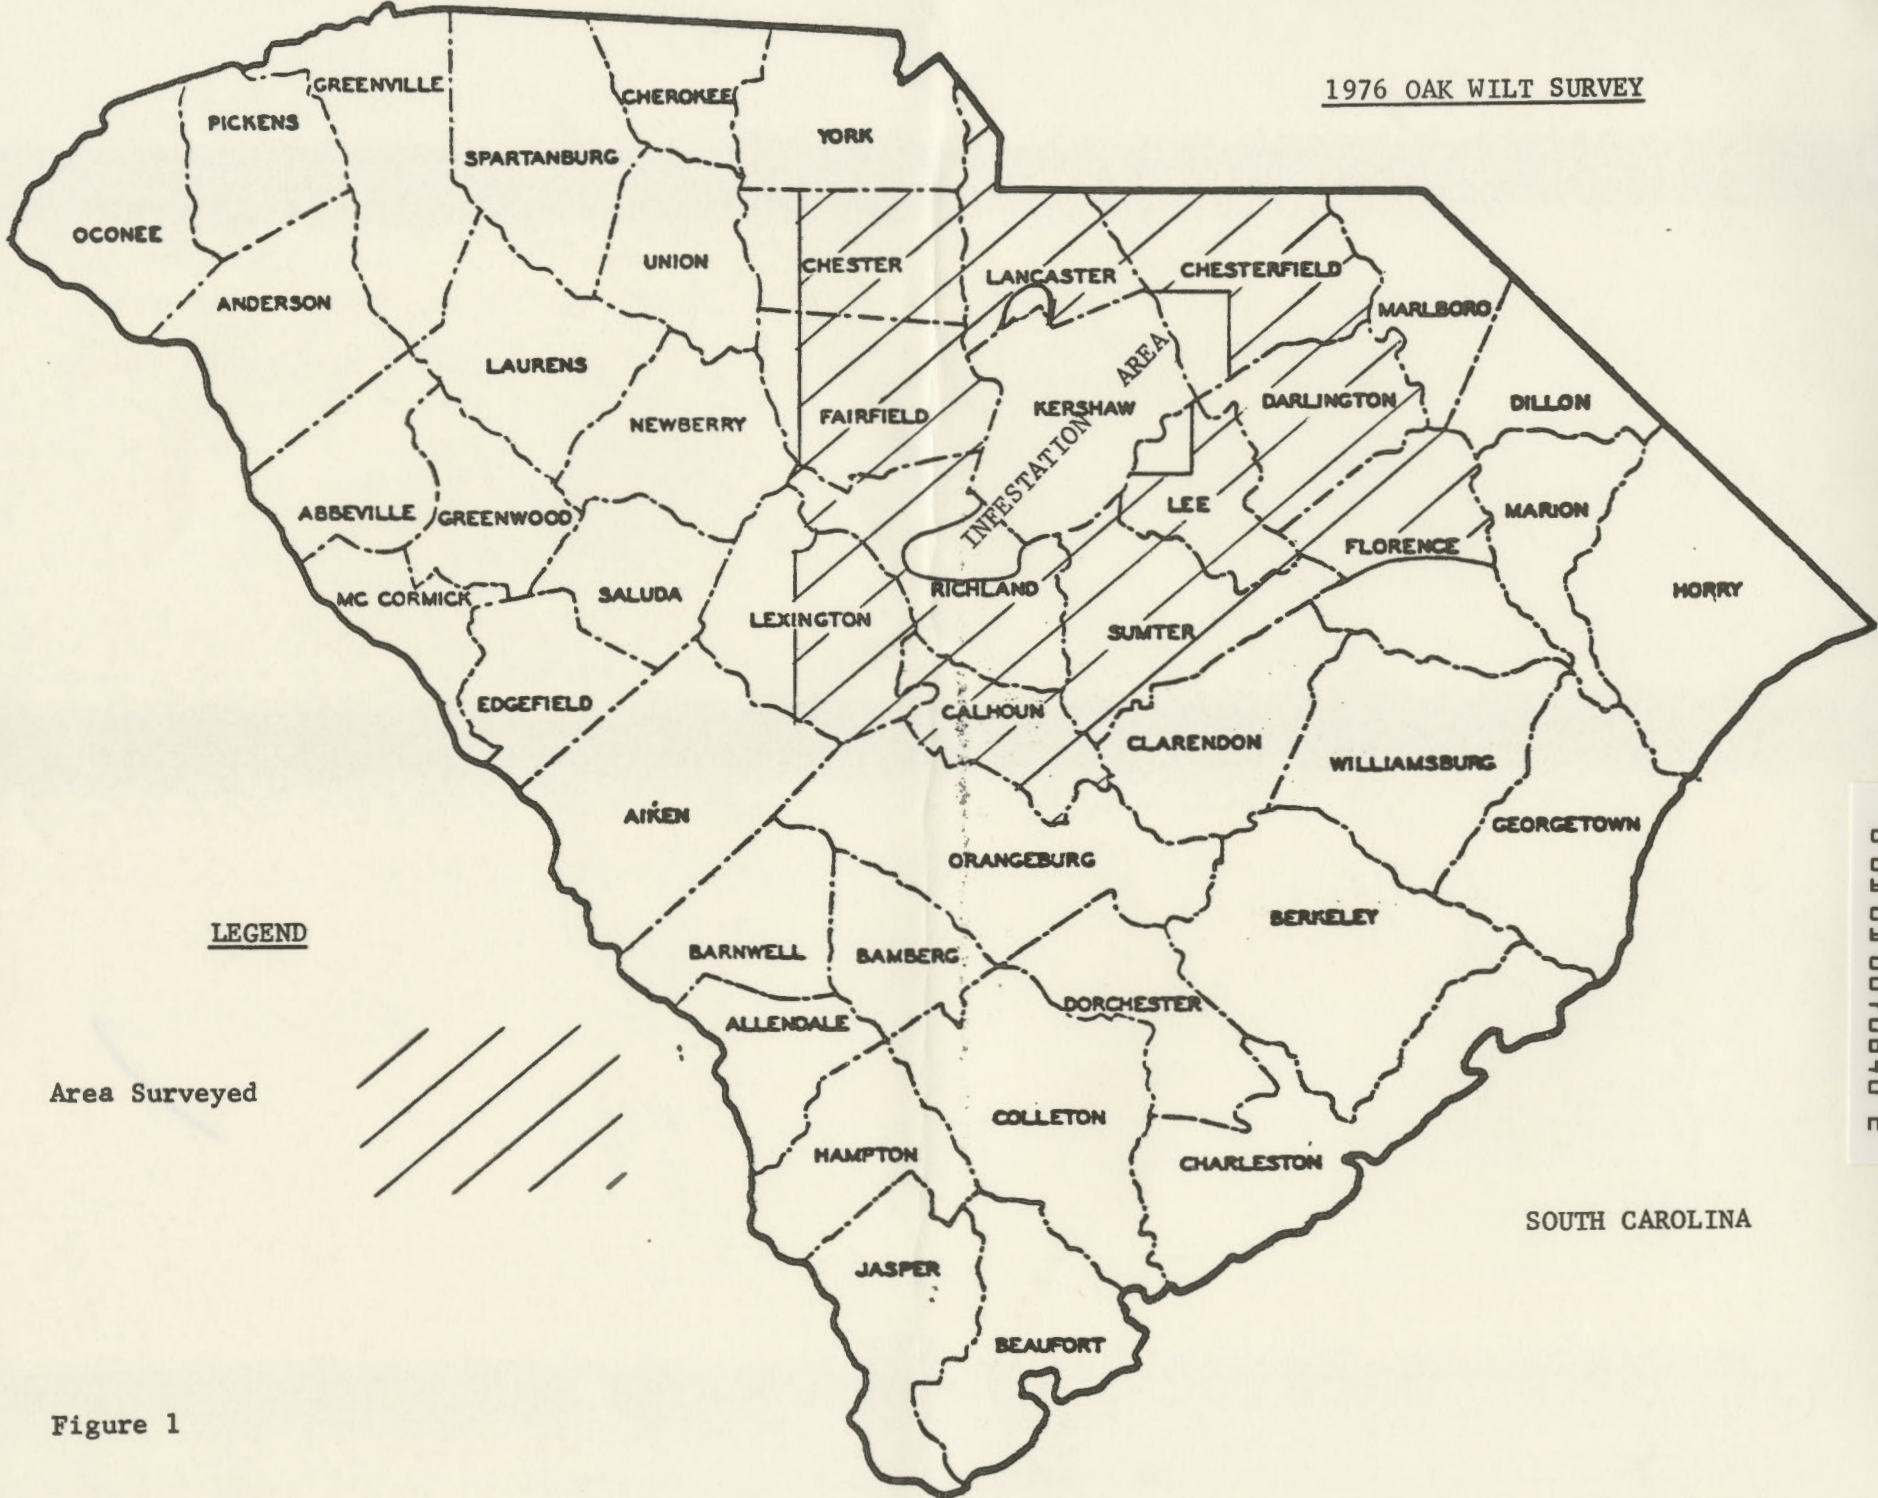 1976 OAK WILT SURVEY
GREENVILLE
CHEROKEE
PICKENS
YORK
SPARTANBURG
OCONEE
UNION
CHESTER
LANCASTER
CHESTERFIELD
ANDERSON
MARLBORO
LAURENS
AREA
KERSHAW
DARLINGTON
DILLON
FAIRFIELD
NEWBERRY
INFESTATION
ABBEVILLE
GREENWOOD
LEE
MARION
FLORENCE
MC CORMICK
SALUDA
RICHLAND
HORRY
LEXINGTON
SUMTER
EDGEFIELD
CALHOUN
CLARENDON
WILLIAMSBURG
AIKEN
GEORGETOWN
ORANGEBURG
BERKELEY
LEGEND
BARNWELL
BAMBERG
DORCHESTER
ALLENDALE
Area Surveyed
COLLETON
HAMPTON
CHARLESTON
SOUTH CAROLINA
JASPER
BEAUFORT
Figure 1